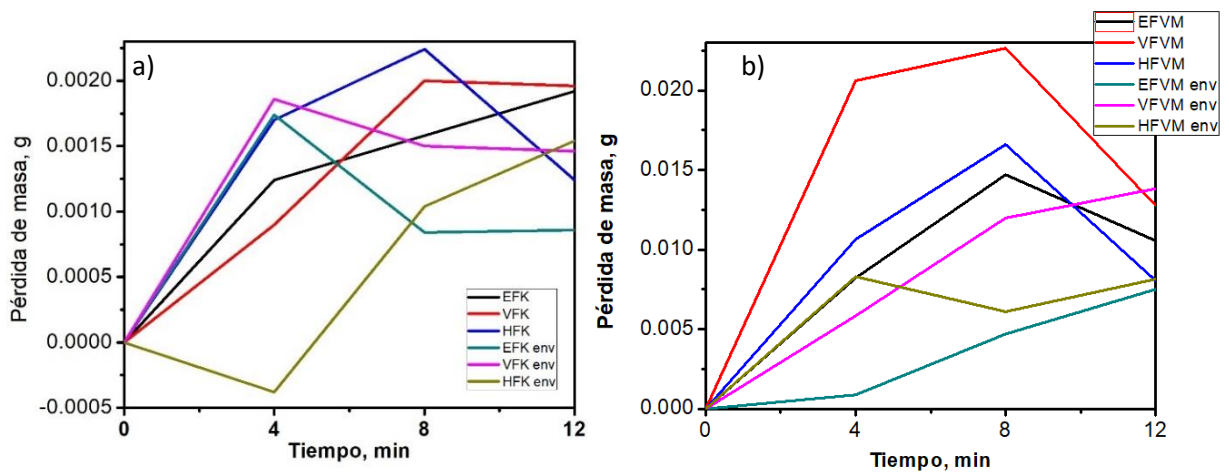 a)
Pérdida de masa, g
0.0020
0.0015
0.0010
0.0005
0.0000
-0.0005
EFK
VFK
HFK
EFK env
VFK env
HFK env
0 4 8 12
Tiempo, min
b)
Pérdida de masa, g
0.020
0.015
0.010
0.005
0.000
EFVM
VFVM
HFVM
EFVM env
VFVM env
HFVM env
0 4 8 12
Tiempo, min